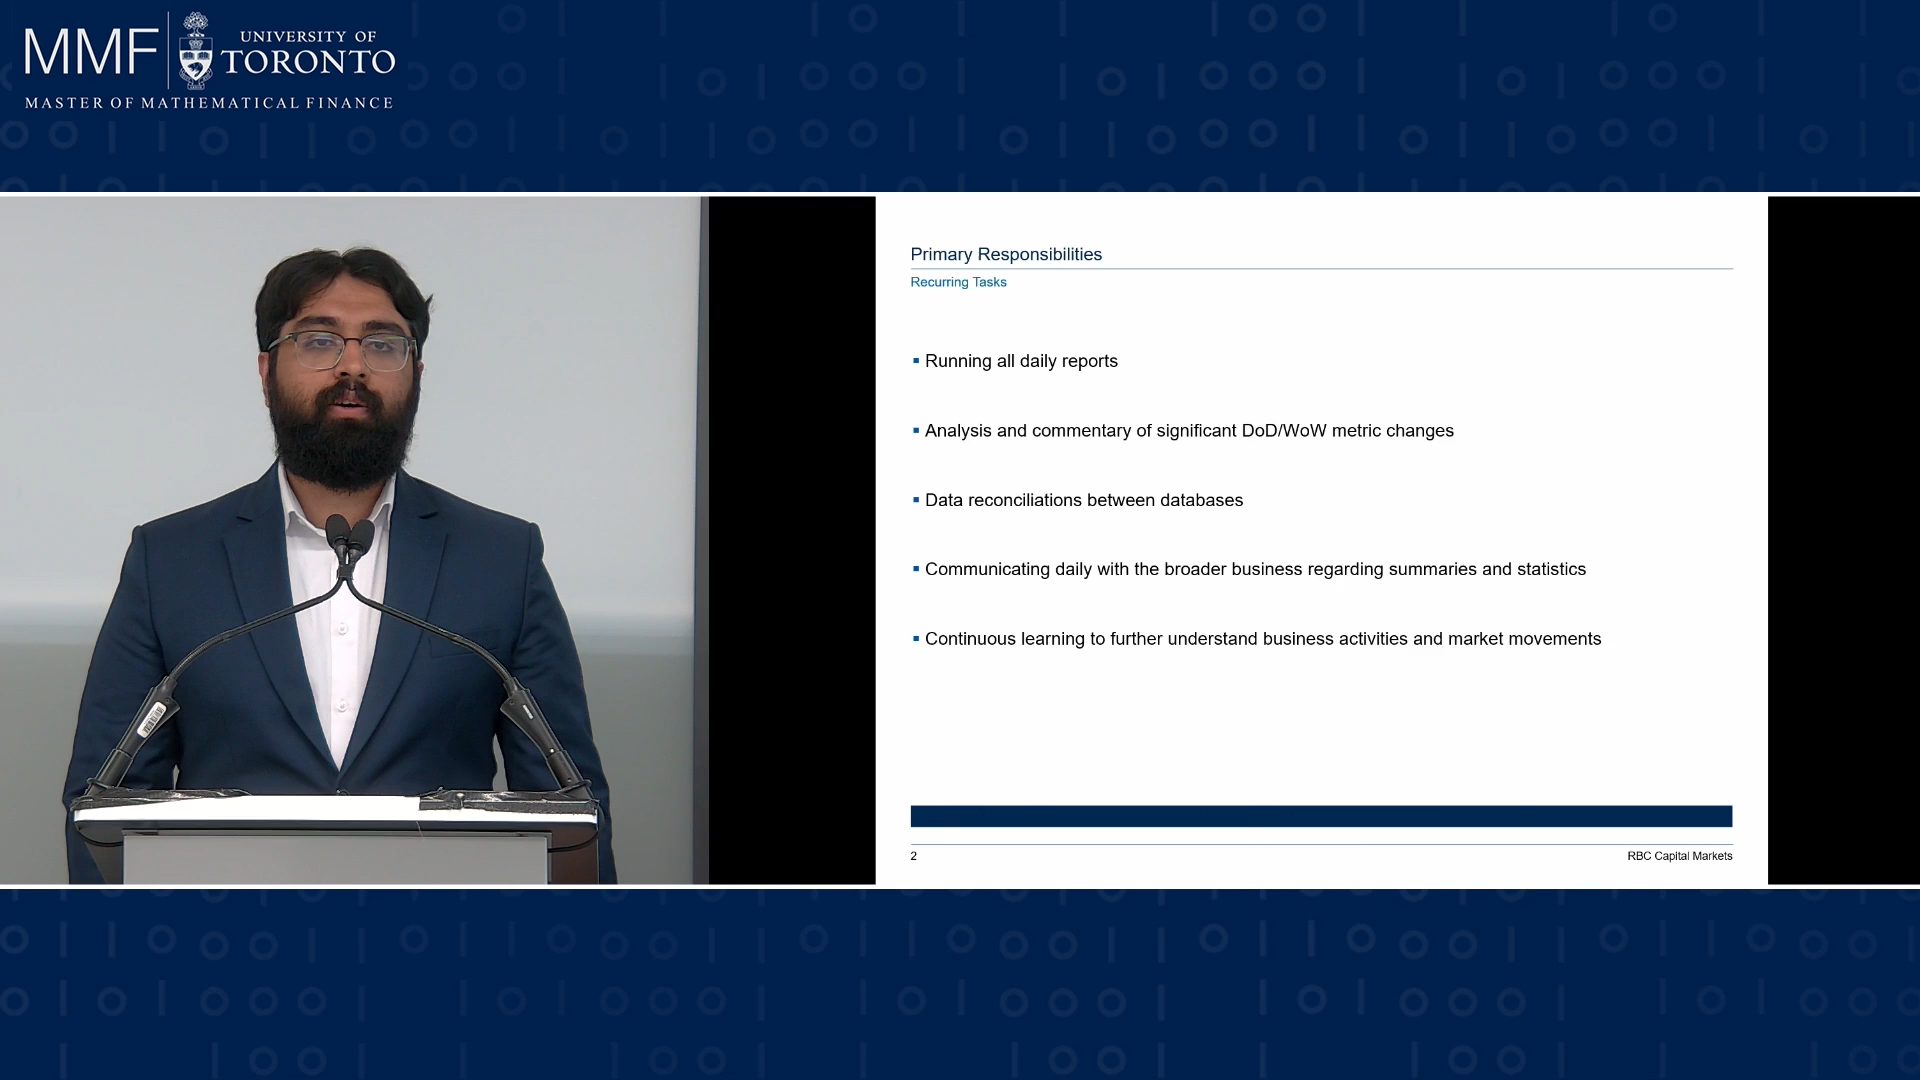 MMF
UNIVERSITY OF
TORONTO
MASTER OF MATHEMATICAL FINANCE
Primary Responsibilities
Recurring Tasks
Running all daily reports
Analysis and commentary of significant DoD/WoW metric changes
Data reconciliations between databases
Communicating daily with the broader business regarding summaries and statistics
Continuous learning to further understand business activities and market movements
2
RBC Capital Markets